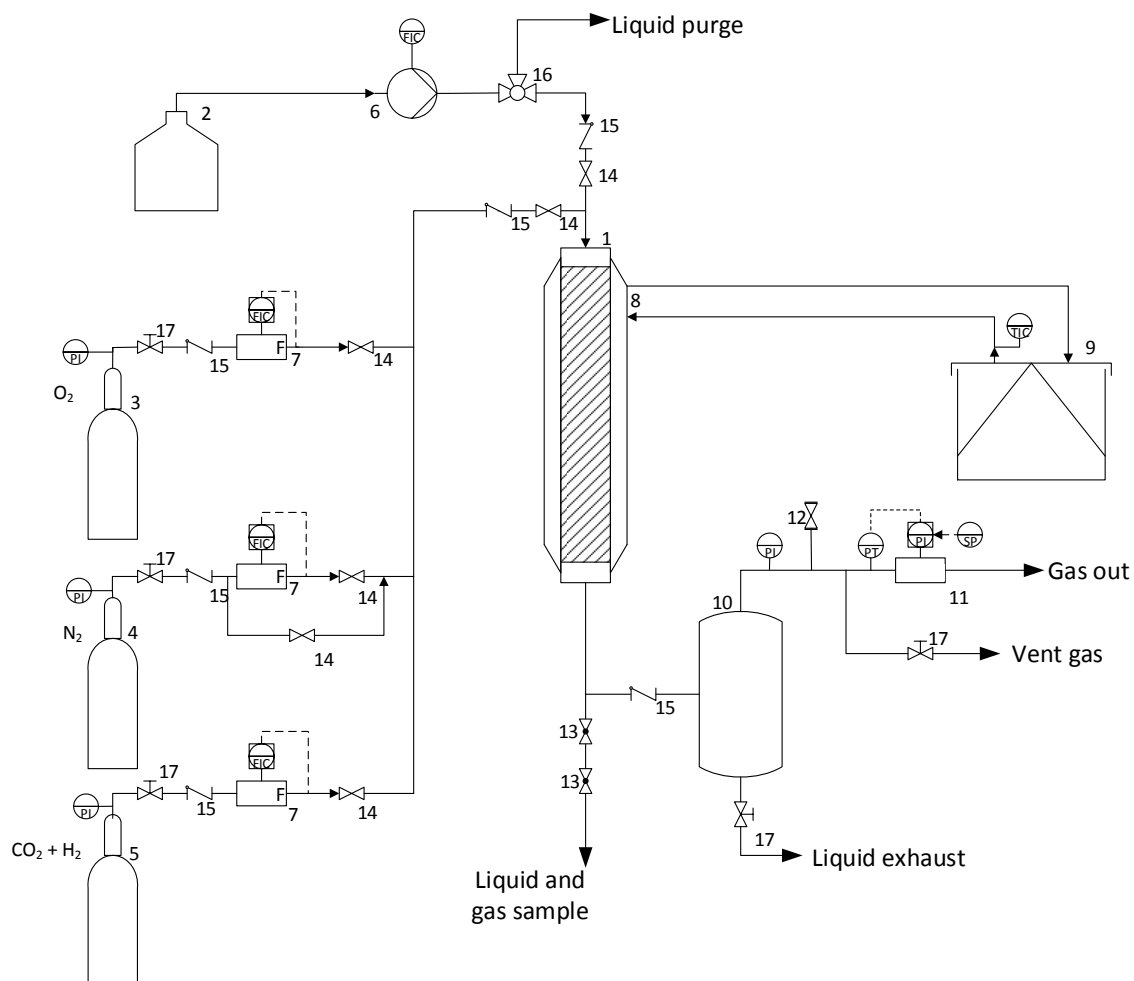 Liquid purge
FIC
16
2
6
15
14
15
14
1
8
TIC
9
FIC
17
PI
15
F
7
14
O₂
3
FIC
17
PI
15
F
7
14
N₂
4
14
12
PI
PT
PI
SP
Gas out
11
10
17
Vent gas
15
13
13
FIC
17
PI
15
F
7
14
CO₂ + H₂
5
17
Liquid exhaust
Liquid and
gas sample